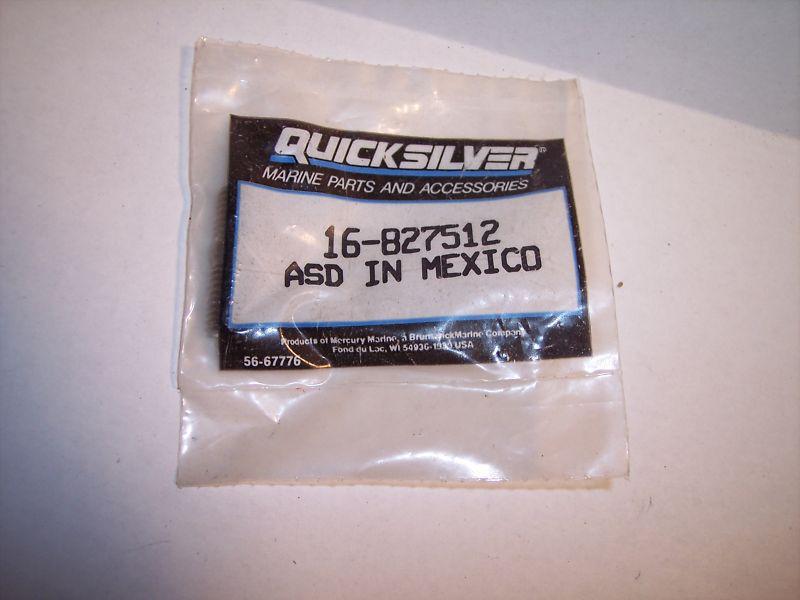 QUICKSILVER®
MARINE PARTS AND ACCESSORIES
16-827512
ASD IN MEXICO
Products of Mercury Marine, a Brunswick Marine Company
Fond du Lac, WI 54936-1939 USA
56-67776